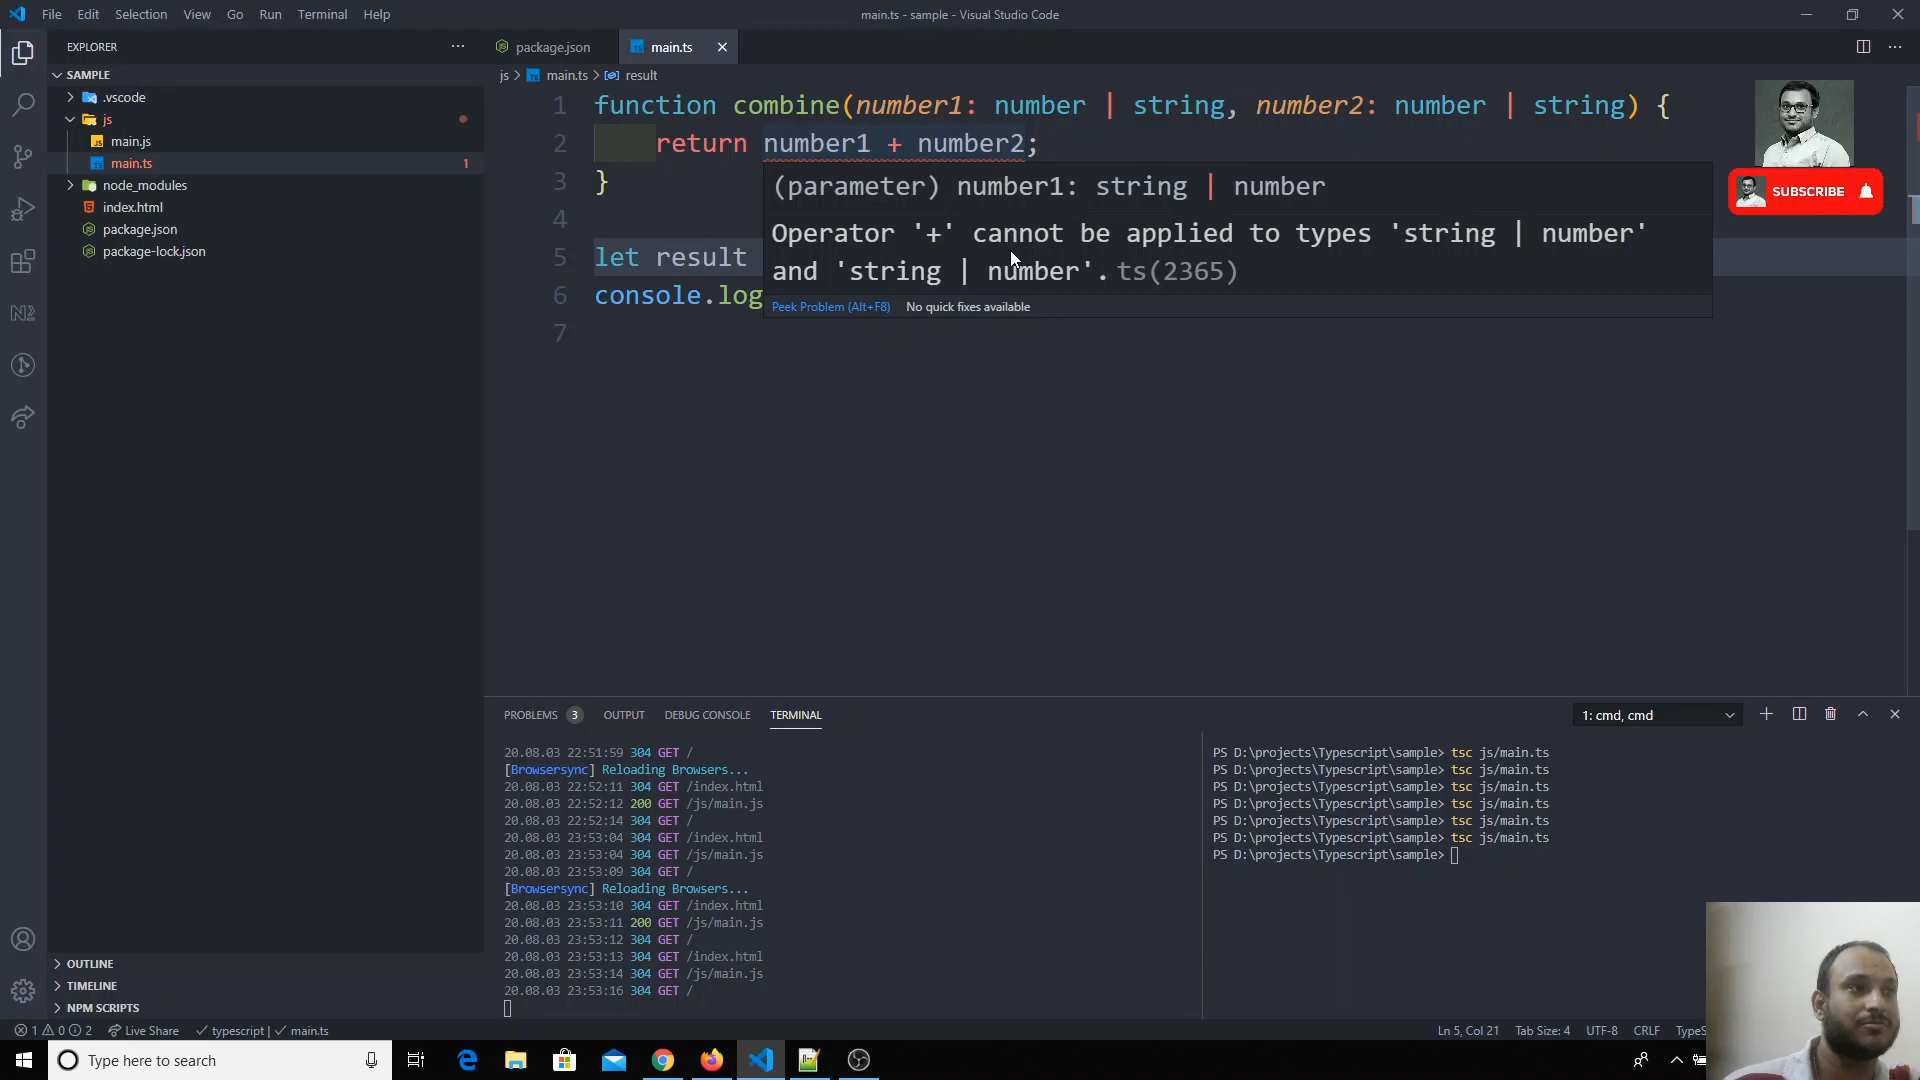 File Edit Selection View Go Run Terminal Help
main.ts - sample - Visual Studio Code
EXPLORER
SAMPLE
.vscode
js
main.js
main.ts 1
node_modules
index.html
package.json
package-lock.json
OUTLINE
TIMELINE
NPM SCRIPTS
package.json main.ts
js > main.ts > result
1 function combine(number1: number | string, number2: number | string) {
2 return number1 + number2;
3 }
4
5 let result
6 console.log
7
(parameter) number1: string | number
Operator '+' cannot be applied to types 'string | number'
and 'string | number'. ts(2365)
Peek Problem (Alt+F8) No quick fixes available
SUBSCRIBE
PROBLEMS 3 OUTPUT DEBUG CONSOLE TERMINAL
1: cmd, cmd
20.08.03 22:51:59 304 GET /
[Browsersync] Reloading Browsers...
20.08.03 22:52:11 304 GET /index.html
20.08.03 22:52:12 200 GET /js/main.js
20.08.03 22:52:14 304 GET /
20.08.03 23:53:04 304 GET /index.html
20.08.03 23:53:04 304 GET /js/main.js
20.08.03 23:53:09 304 GET /
[Browsersync] Reloading Browsers...
20.08.03 23:53:10 304 GET /index.html
20.08.03 23:53:11 200 GET /js/main.js
20.08.03 23:53:12 304 GET /
20.08.03 23:53:13 304 GET /index.html
20.08.03 23:53:14 304 GET /js/main.js
20.08.03 23:53:16 304 GET /
PS D:\projects\Typescript\sample> tsc js/main.ts
PS D:\projects\Typescript\sample> tsc js/main.ts
PS D:\projects\Typescript\sample> tsc js/main.ts
PS D:\projects\Typescript\sample> tsc js/main.ts
PS D:\projects\Typescript\sample> tsc js/main.ts
PS D:\projects\Typescript\sample> tsc js/main.ts
PS D:\projects\Typescript\sample>
1 0 2 Live Share typescript | main.ts
Ln 5, Col 21 Tab Size: 4 UTF-8 CRLF TypeS
Type here to search